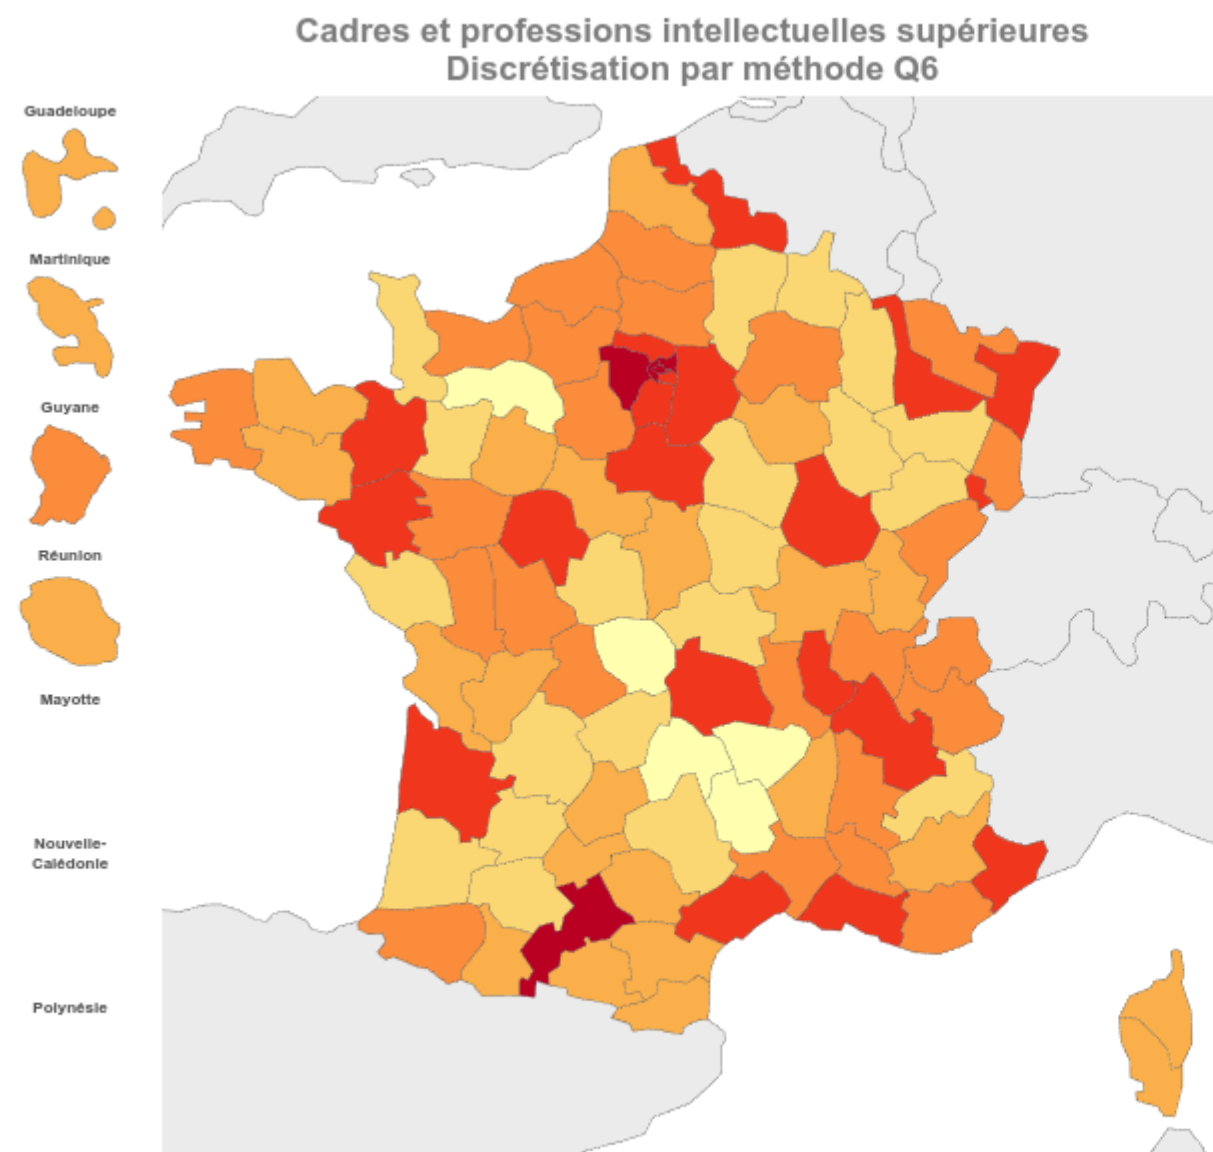 Cadres et professions intellectuelles supérieures
Discrétisation par méthode Q6
Guadeloupe
Martinique
Guyane
Réunion
Mayotte
Nouvelle-
Calédonie
Polynésie